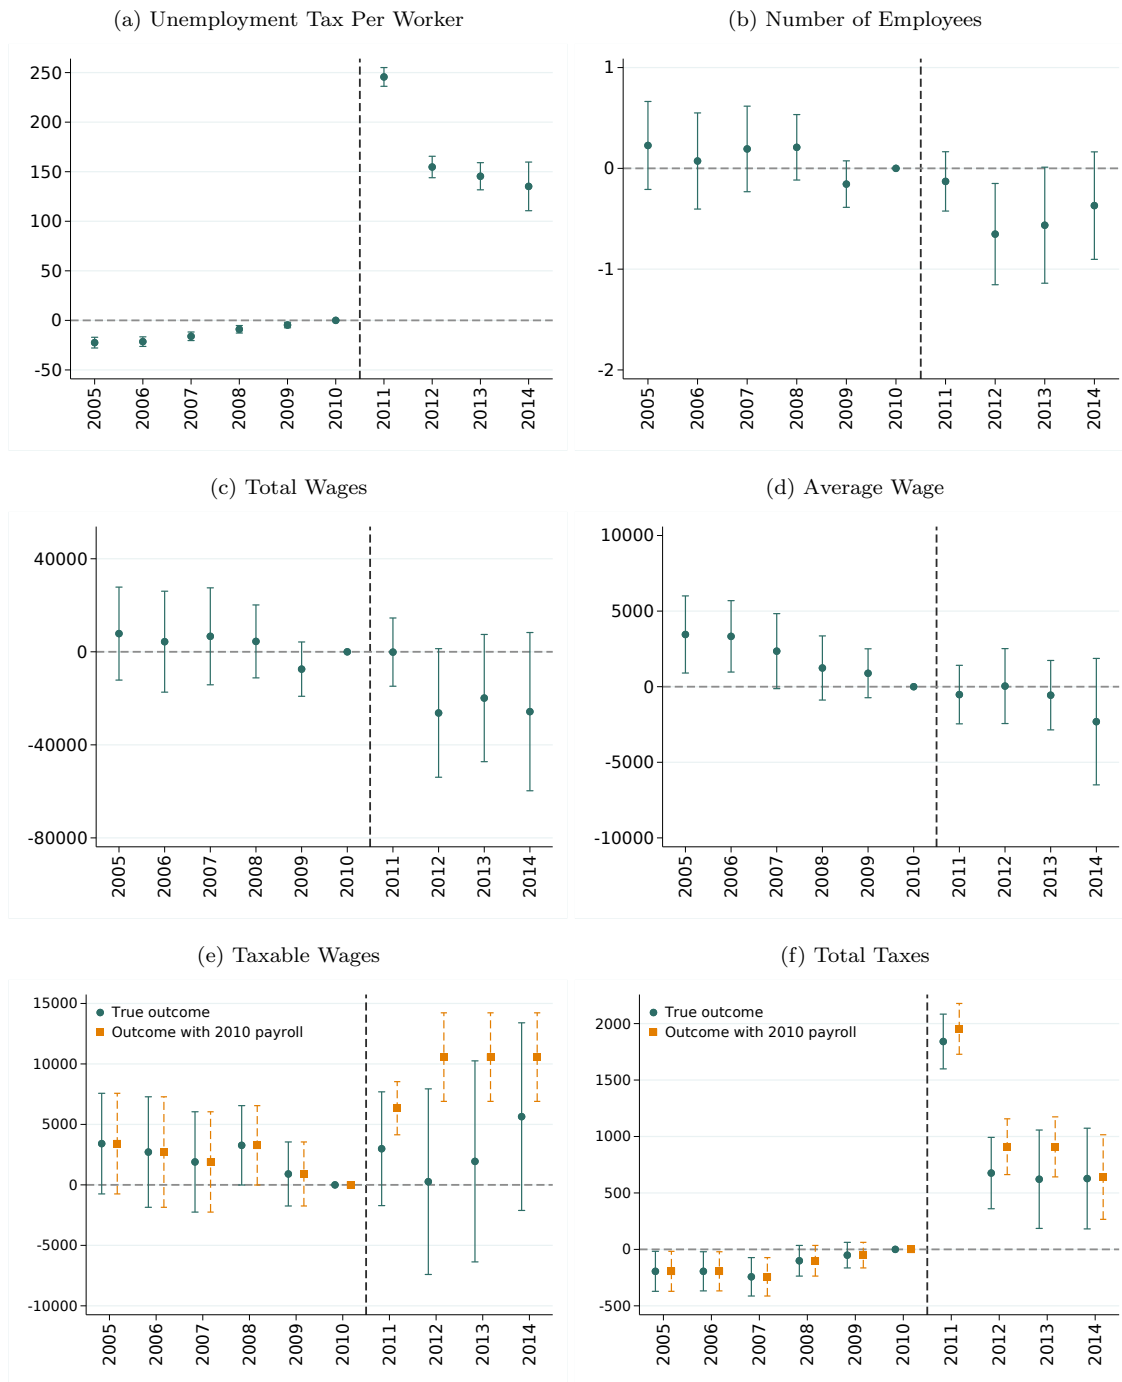 (a) Unemployment Tax Per Worker
250
200
150
100
50
0
-50
2005 2006 2007 2008 2009 2010 2011 2012 2013 2014
(b) Number of Employees
1
0
-1
-2
2005 2006 2007 2008 2009 2010 2011 2012 2013 2014
(c) Total Wages
40000
0
-40000
-80000
2005 2006 2007 2008 2009 2010 2011 2012 2013 2014
(d) Average Wage
10000
5000
0
-5000
-10000
2005 2006 2007 2008 2009 2010 2011 2012 2013 2014
(e) Taxable Wages
True outcome
Outcome with 2010 payroll
15000
10000
5000
0
-5000
-10000
2005 2006 2007 2008 2009 2010 2011 2012 2013 2014
(f) Total Taxes
True outcome
Outcome with 2010 payroll
2000
1500
1000
500
0
-500
2005 2006 2007 2008 2009 2010 2011 2012 2013 2014